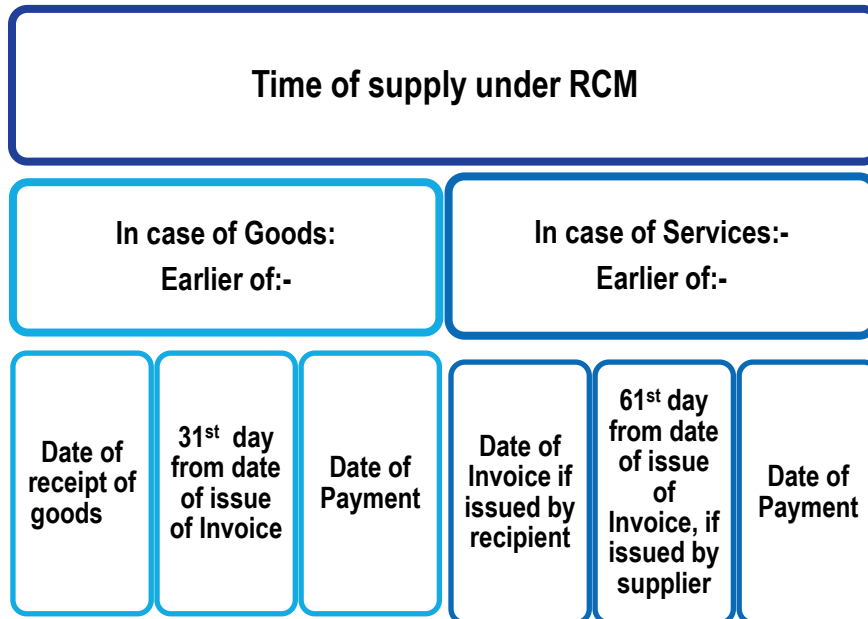 Time of supply under RCM
In case of Goods:
Earlier of:-
In case of Services:-
Earlier of:-
Date of
receipt of
goods
31st day
from date
of issue
of Invoice
Date of
Payment
Date of
Invoice if
issued by
recipient
61st day
from date
of issue
of
Invoice, if
issued by
supplier
Date of
Payment